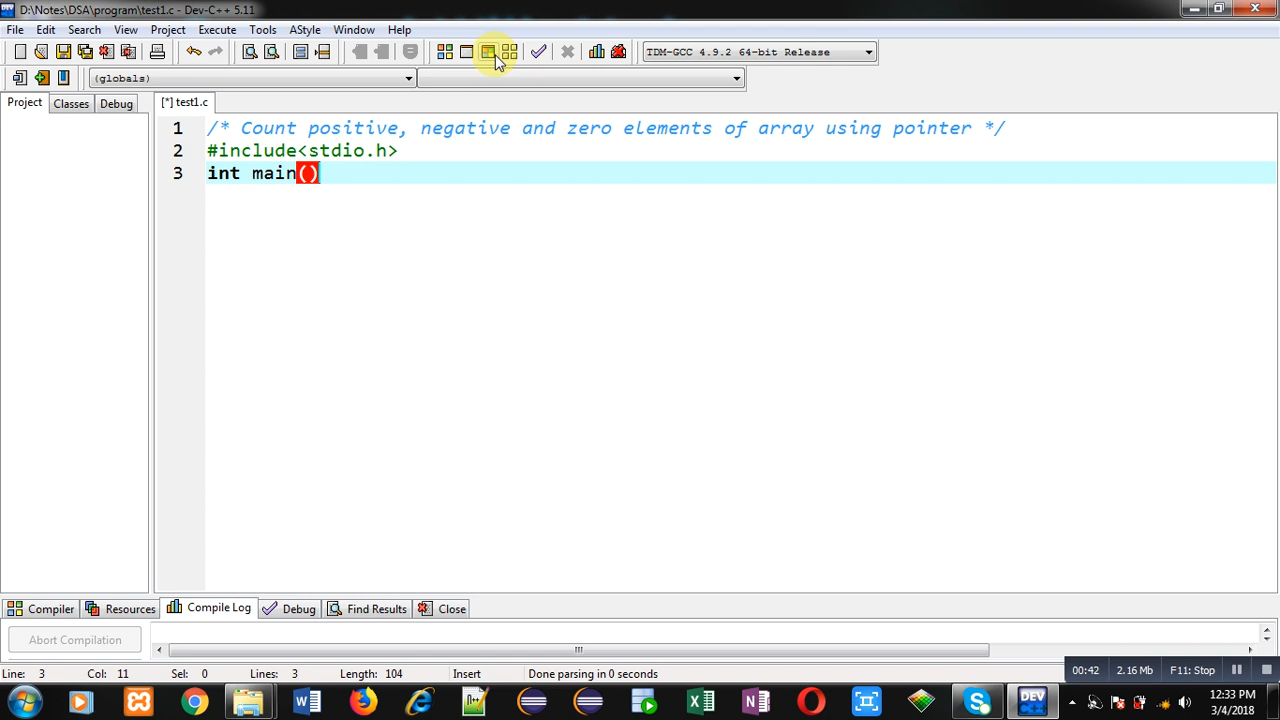 D:\Notes\DSA\program\test1.c - Dev-C++ 5.11
File Edit Search View Project Execute Tools AStyle Window Help
TDM-GCC 4.9.2 64-bit Release
(globals)
Project Classes Debug [*] test1.c
1 /* Count positive, negative and zero elements of array using pointer */
2 #include<stdio.h>
3 int main()
Compiler Resources Compile Log Debug Find Results Close
Abort Compilation
Line: 3 Col: 11 Sel: 0 Lines: 3 Length: 104 Insert Done parsing in 0 seconds
00:42 2.16 Mb F11: Stop
12:33 PM
3/4/2018